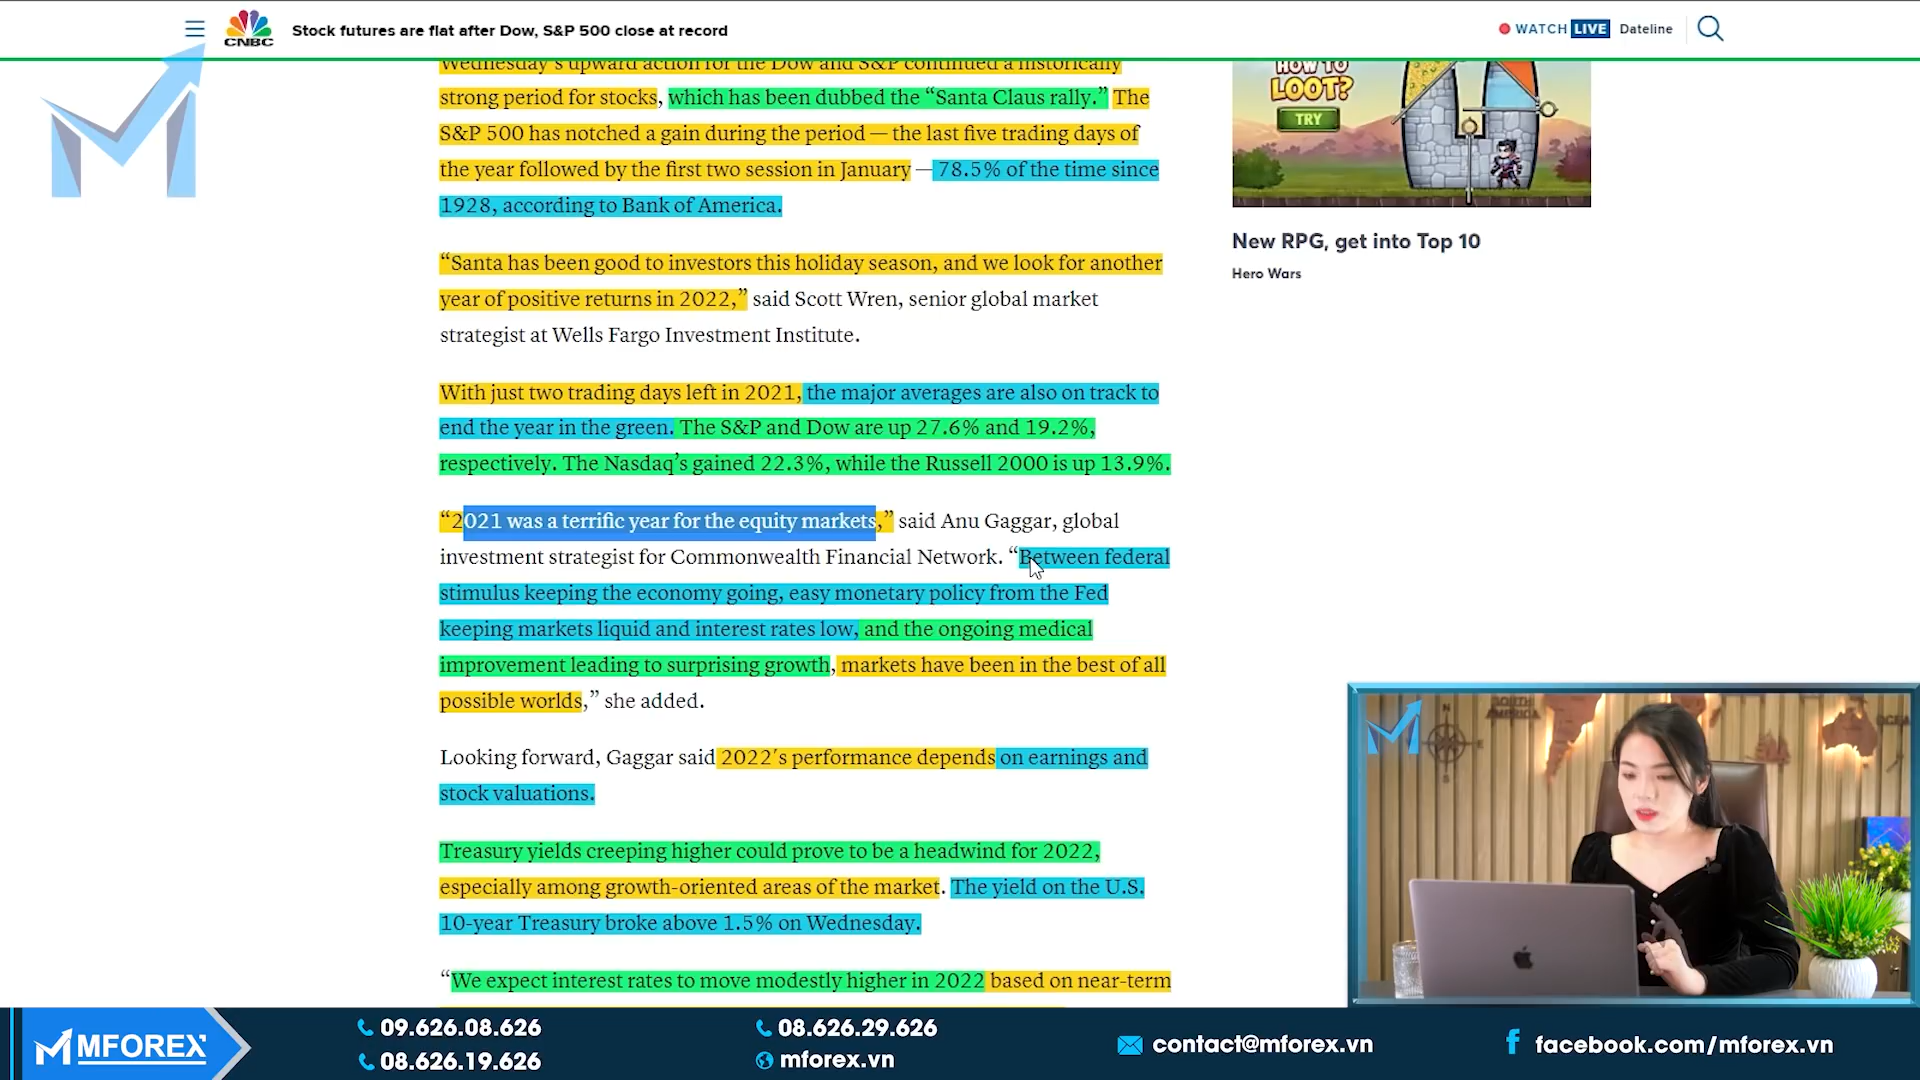 CNBC
Stock futures are flat after Dow, S&P 500 close at record
WATCH LIVE
Dateline
Wednesday's upward action for the Dow and S&P continued a historically
strong period for stocks, which has been dubbed the “Santa Claus rally.” The
S&P 500 has notched a gain during the period — the last five trading days of
the year followed by the first two session in January — 78.5% of the time since
1928, according to Bank of America.
“Santa has been good to investors this holiday season, and we look for another
year of positive returns in 2022,” said Scott Wren, senior global market
strategist at Wells Fargo Investment Institute.
With just two trading days left in 2021, the major averages are also on track to
end the year in the green. The S&P and Dow are up 27.6% and 19.2%,
respectively. The Nasdaq’s gained 22.3%, while the Russell 2000 is up 13.9%.
“2021 was a terrific year for the equity markets,” said Anu Gaggar, global
investment strategist for Commonwealth Financial Network. “Between federal
stimulus keeping the economy going, easy monetary policy from the Fed
keeping markets liquid and interest rates low, and the ongoing medical
improvement leading to surprising growth, markets have been in the best of all
possible worlds,” she added.
Looking forward, Gaggar said 2022′s performance depends on earnings and
stock valuations.
Treasury yields creeping higher could prove to be a headwind for 2022,
especially among growth-oriented areas of the market. The yield on the U.S.
10-year Treasury broke above 1.5% on Wednesday.
“We expect interest rates to move modestly higher in 2022 based on near-term
HOW TO
LOOT?
TRY
New RPG, get into Top 10
Hero Wars
SOUTH
AMERICA
N
MFOREX
09.626.08.626
08.626.19.626
08.626.29.626
mforex.vn
contact@mforex.vn
facebook.com/mforex.vn